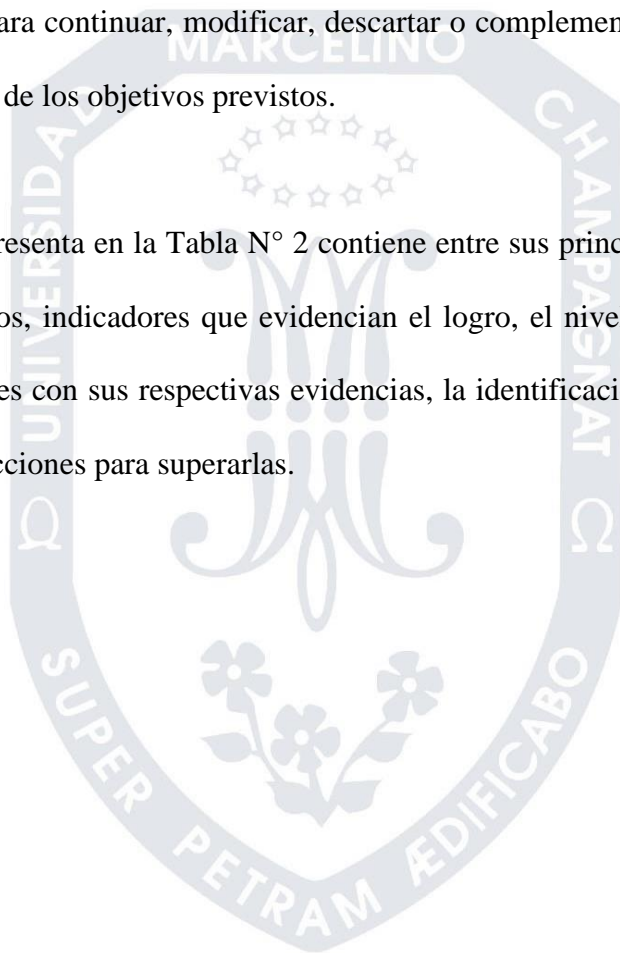 ara continuar, modificar, descartar o complemen
de los objetivos previstos.
resenta en la Tabla N° 2 contiene entre sus princ
os, indicadores que evidencian el logro, el nive
es con sus respectivas evidencias, la identificaci
cciones para superarlas.
UNIVERSIDAD MARCELINO CHAMPAGNAT
SUPER PETRAM ÆDIFICABO